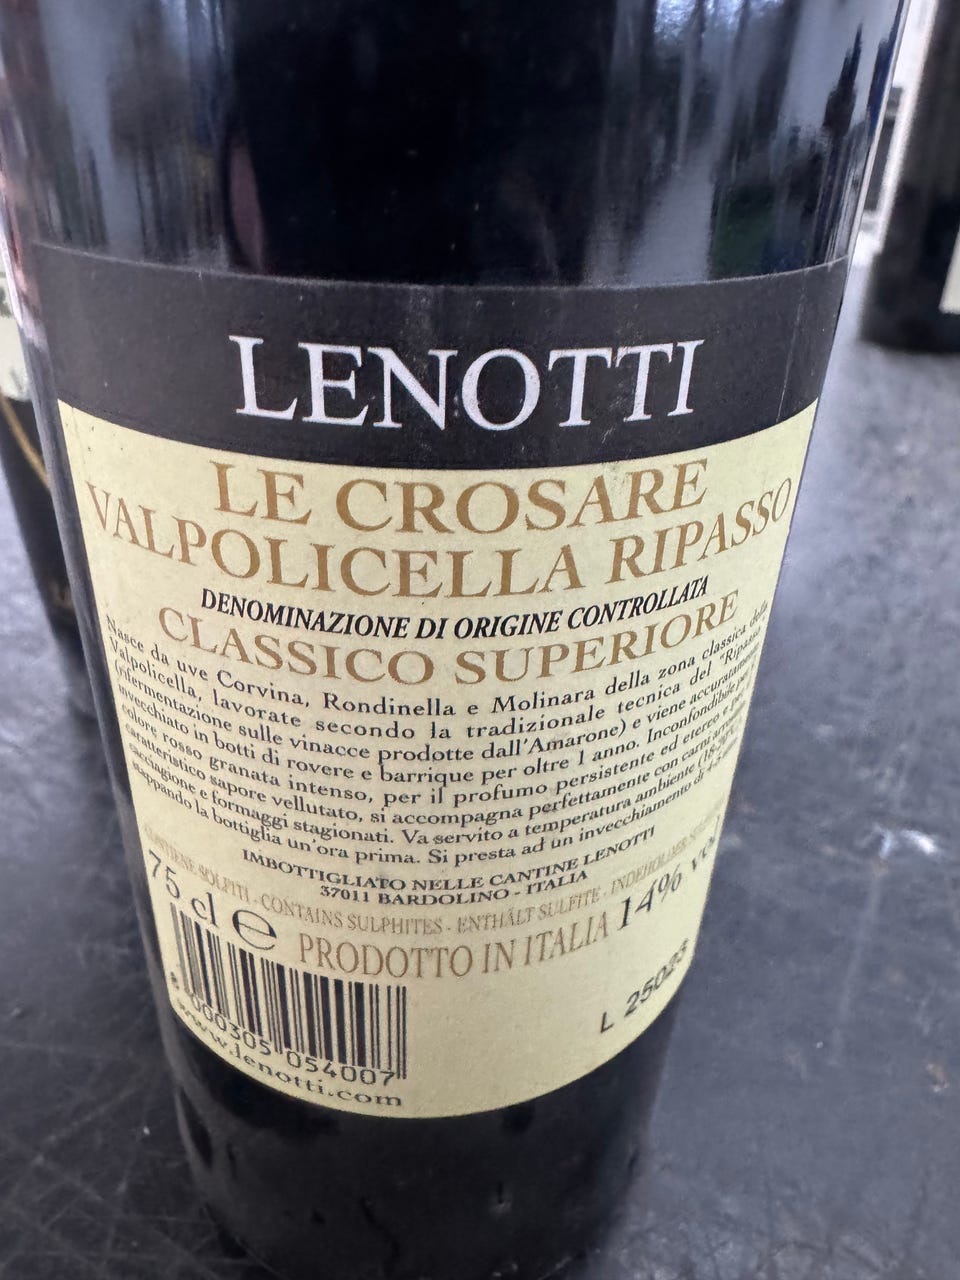 LENOTTI
LE CROSARE
VALPOLICELLA RIPASSO
DENOMINAZIONE DI ORIGINE CONTROLLATA
CLASSICO SUPERIORE
Nasce da uve Corvina, Rondinella e Molinara della zona classica della
Valpolicella, lavorate secondo la tradizionale tecnica del "Ripasso"
(rifermentazione sulle vinacce prodotte dall'Amarone) e viene accuratamente
invecchiato in botti di rovere e barrique per oltre 1 anno. Inconfondibile per il
colore rosso granata intenso, per il profumo persistente ed etereo e per il
caratteristico sapore vellutato, si accompagna perfettamente con carni
cacciagione e formaggi stagionati. Va servito a temperatura ambiente
stappando la bottiglia un'ora prima. Si presta ad un invecchiamento di
IMBOTTIGLIATO NELLE CANTINE LENOTTI
37011 BARDOLINO - ITALIA
CONTIENE SOLFITI - CONTAINS SULPHITES - ENTHÄLT SULFITE - INDEHOLDER
75 cl e PRODOTTO IN ITALIA 14% vol
L 25025
8 000305 054007
www.lenotti.com